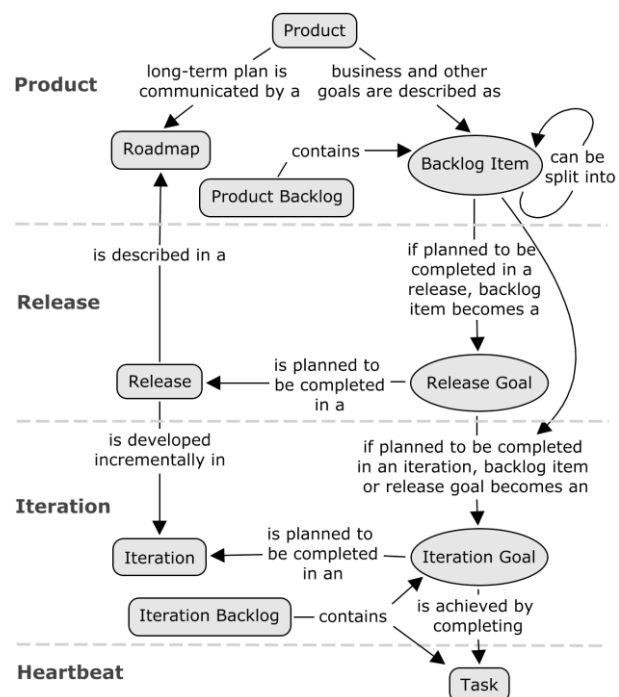 Product
long-term plan is
communicated by a
business and other
goals are described as
Product
Roadmap
contains
Backlog Item
can be
split into
Product Backlog
is described in a
if planned to be
completed in a
release, backlog
item becomes a
Release
Release
is planned to
be completed
in a
Release Goal
is developed
incrementally in
if planned to be completed
in an iteration, backlog item
or release goal becomes an
Iteration
Iteration
is planned to
be completed
in an
Iteration Goal
Iteration Backlog
contains
is achieved by
completing
Heartbeat
Task